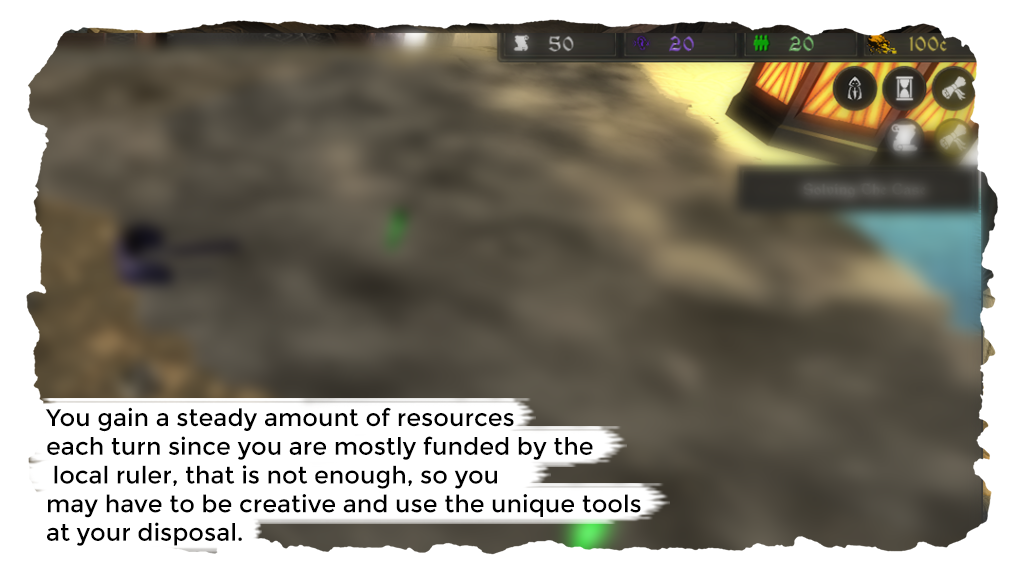 50 20 20 100c
You gain a steady amount of resources
each turn since you are mostly funded by the
local ruler, that is not enough, so you
may have to be creative and use the unique tools
at your disposal.